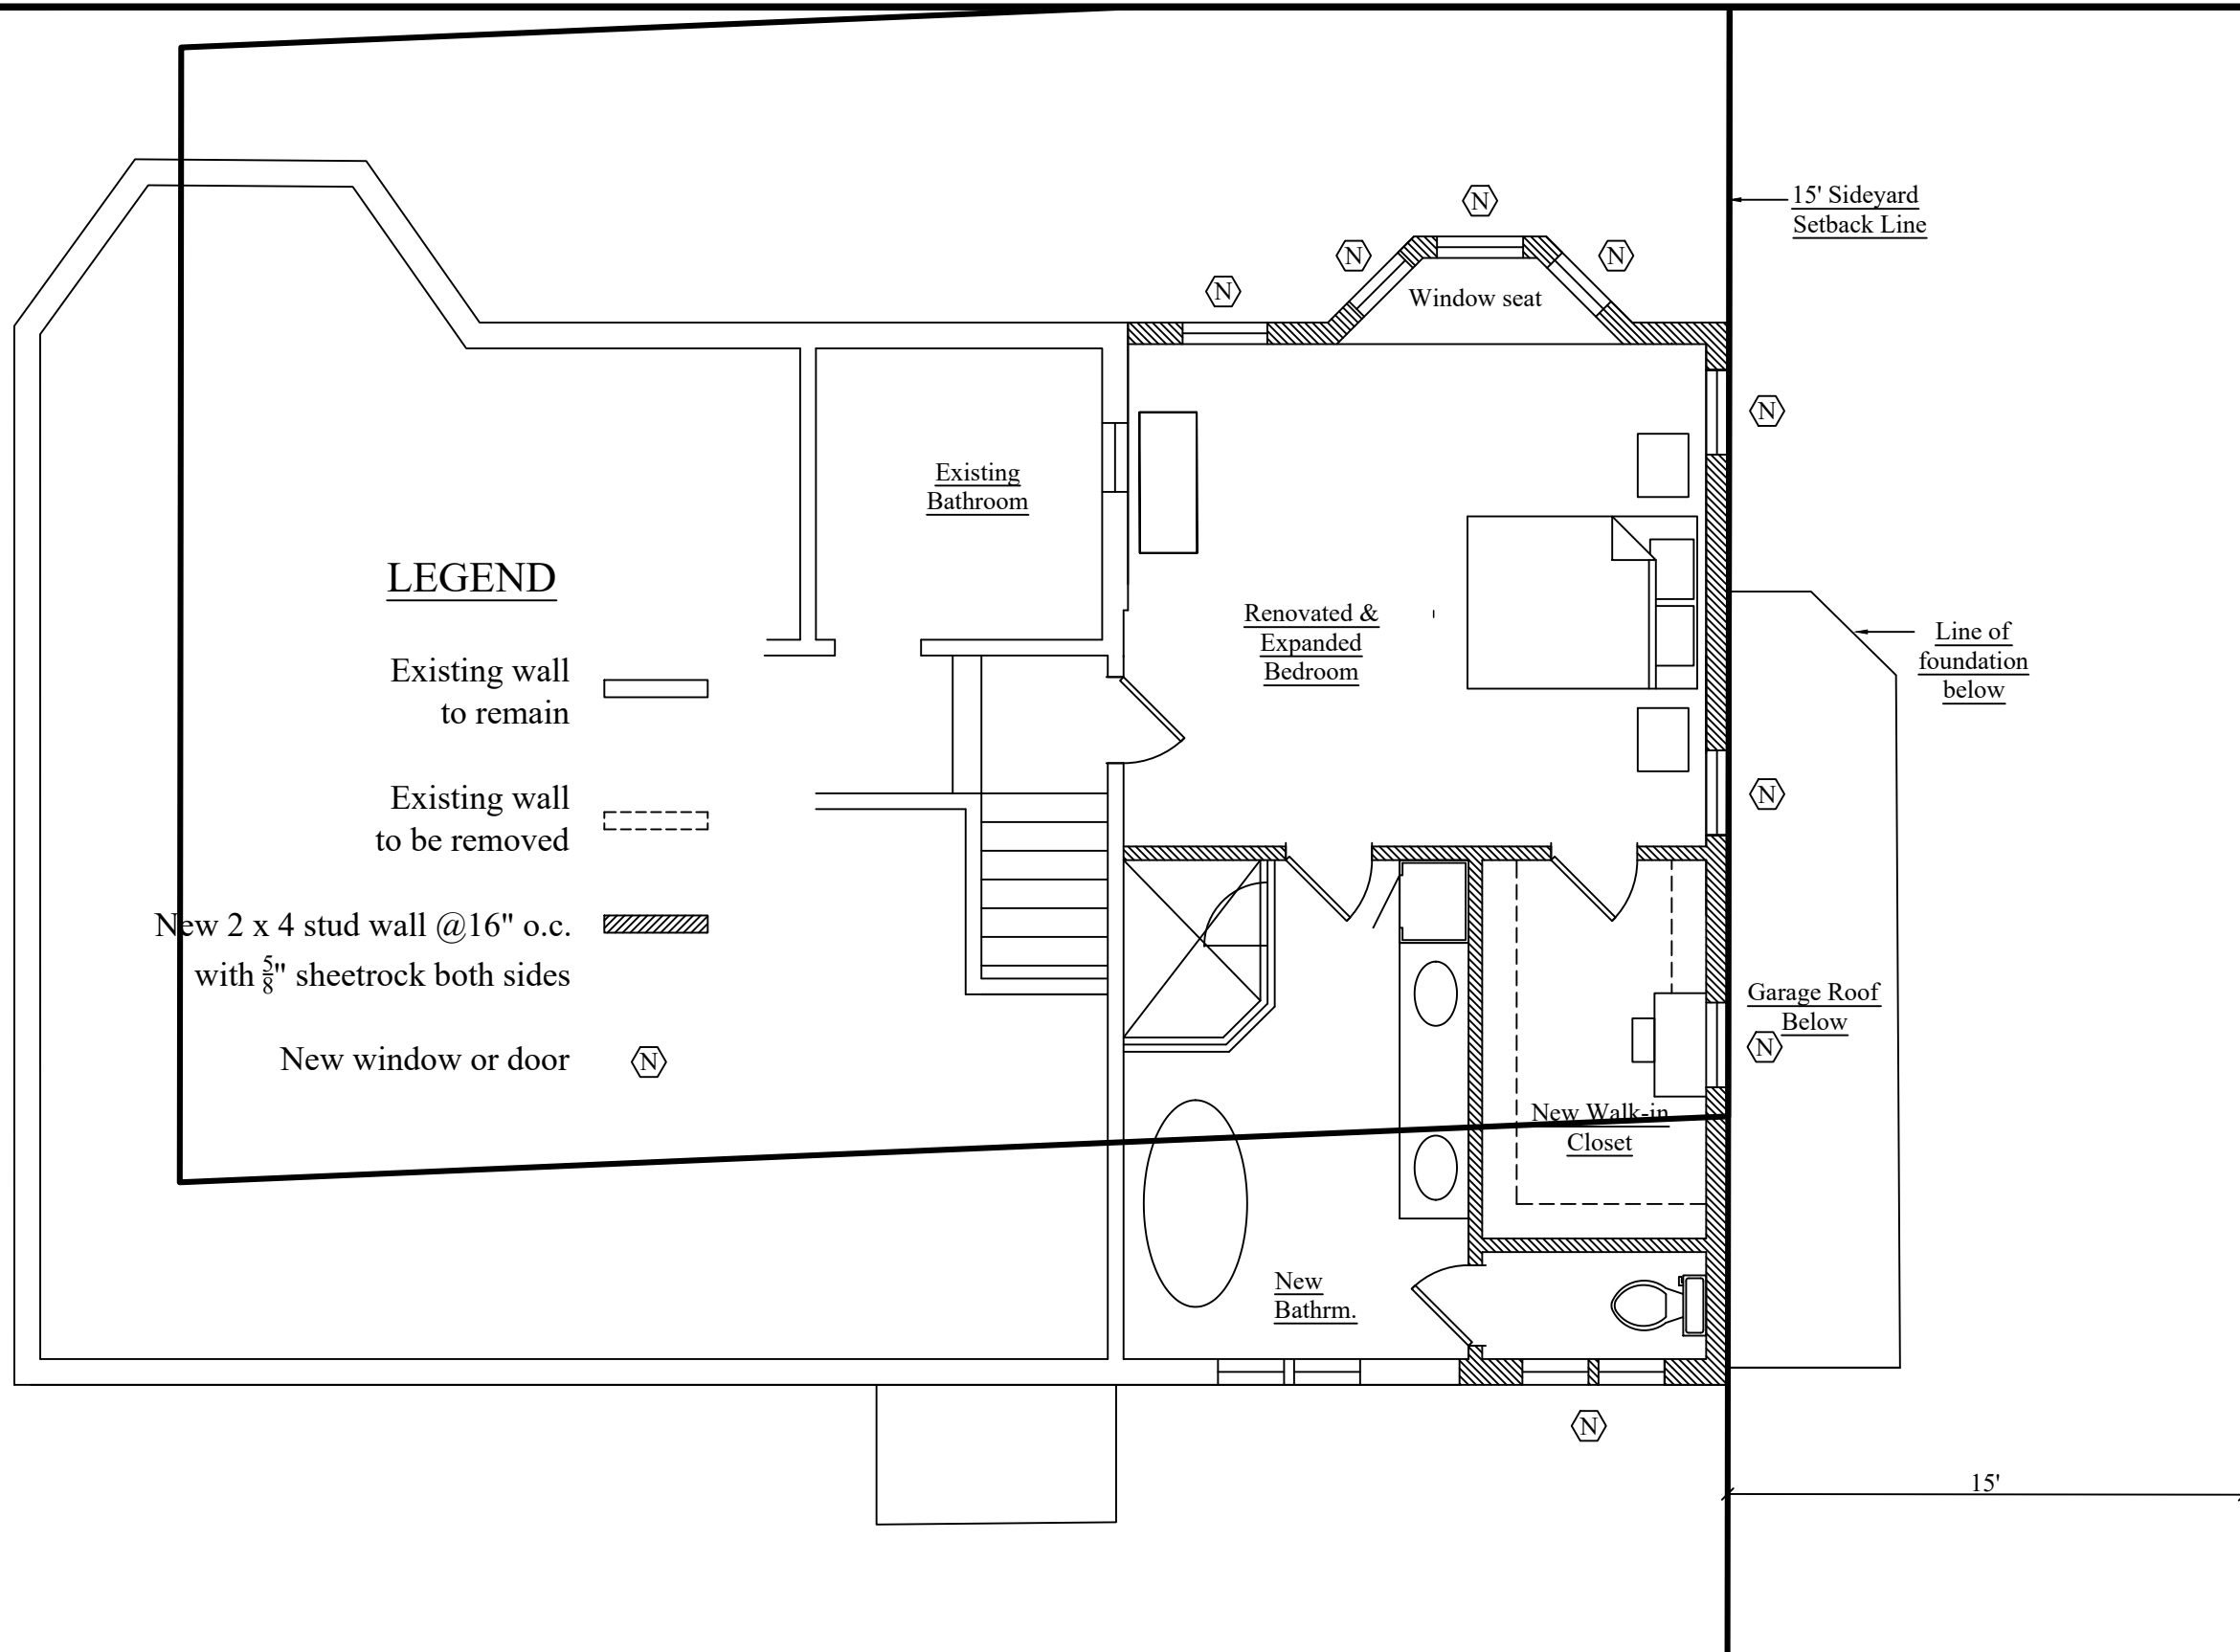 15' Sideyard
Setback Line
N
N
N
N
Window seat
N
Existing
Bathroom
LEGEND
Existing wall
to remain
Existing wall
to be removed
New 2 x 4 stud wall @16" o.c.
with 5/8" sheetrock both sides
New window or door
N
Renovated &
Expanded
Bedroom
Line of
foundation
below
N
Garage Roof
Below
N
New Walk-in
Closet
New
Bathrm.
N
15'